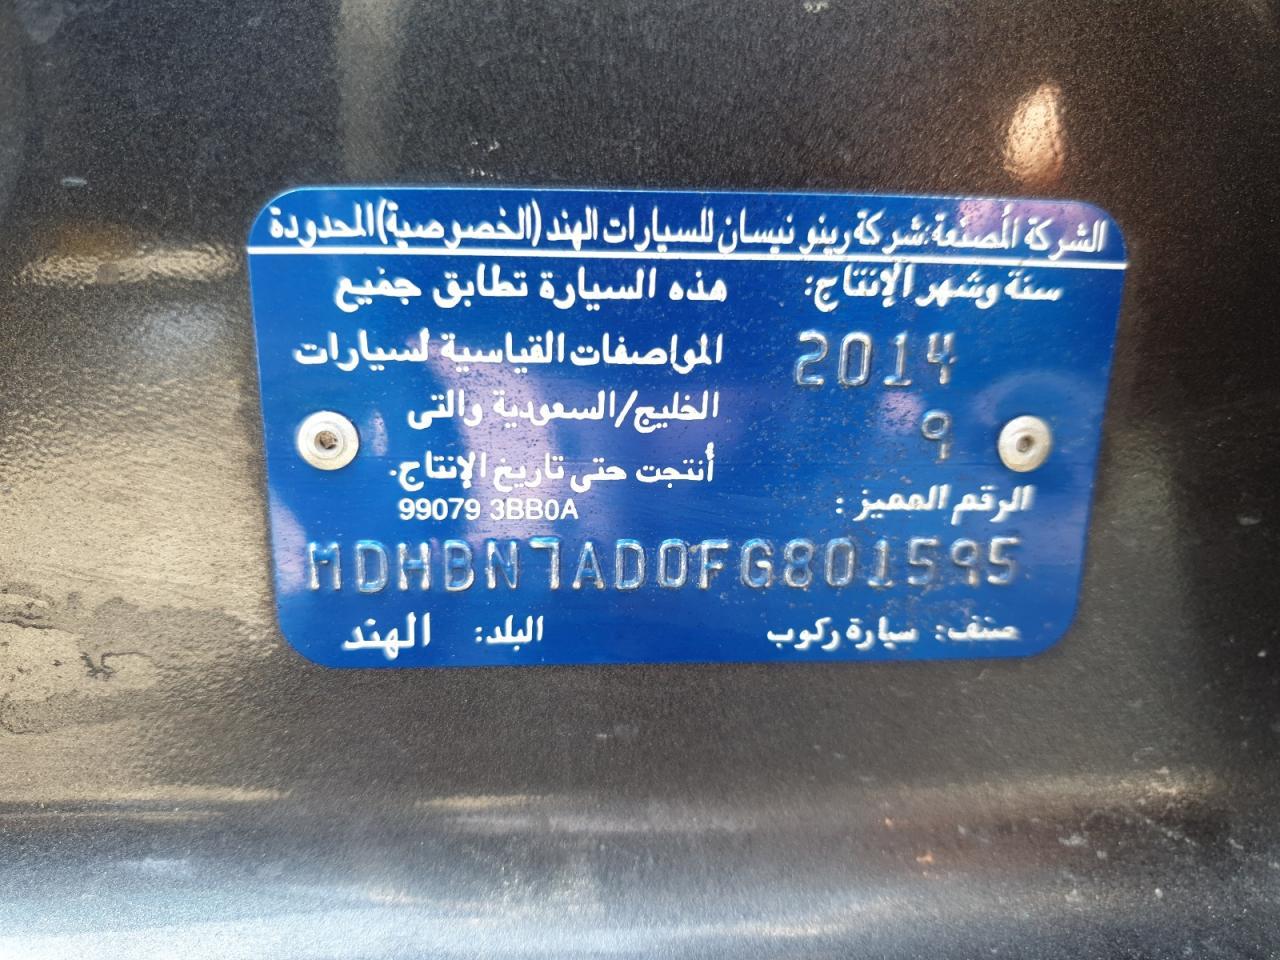 الشركة المصنعة: شركة رينو نيسان للسيارات الهند (الخصوصية) المحدودة
سنة وشهر الإنتاج:
2014
9
هذه السيارة تطابق جميع
المواصفات القياسية لسيارات
الخليج/السعودية والتى
أنتجت حتى تاريخ الإنتاج.
99079 3BB0A
الرقم المميز :
MDHBN7AD0FG801595
صنف: سيارة ركوب
البلد: الهند